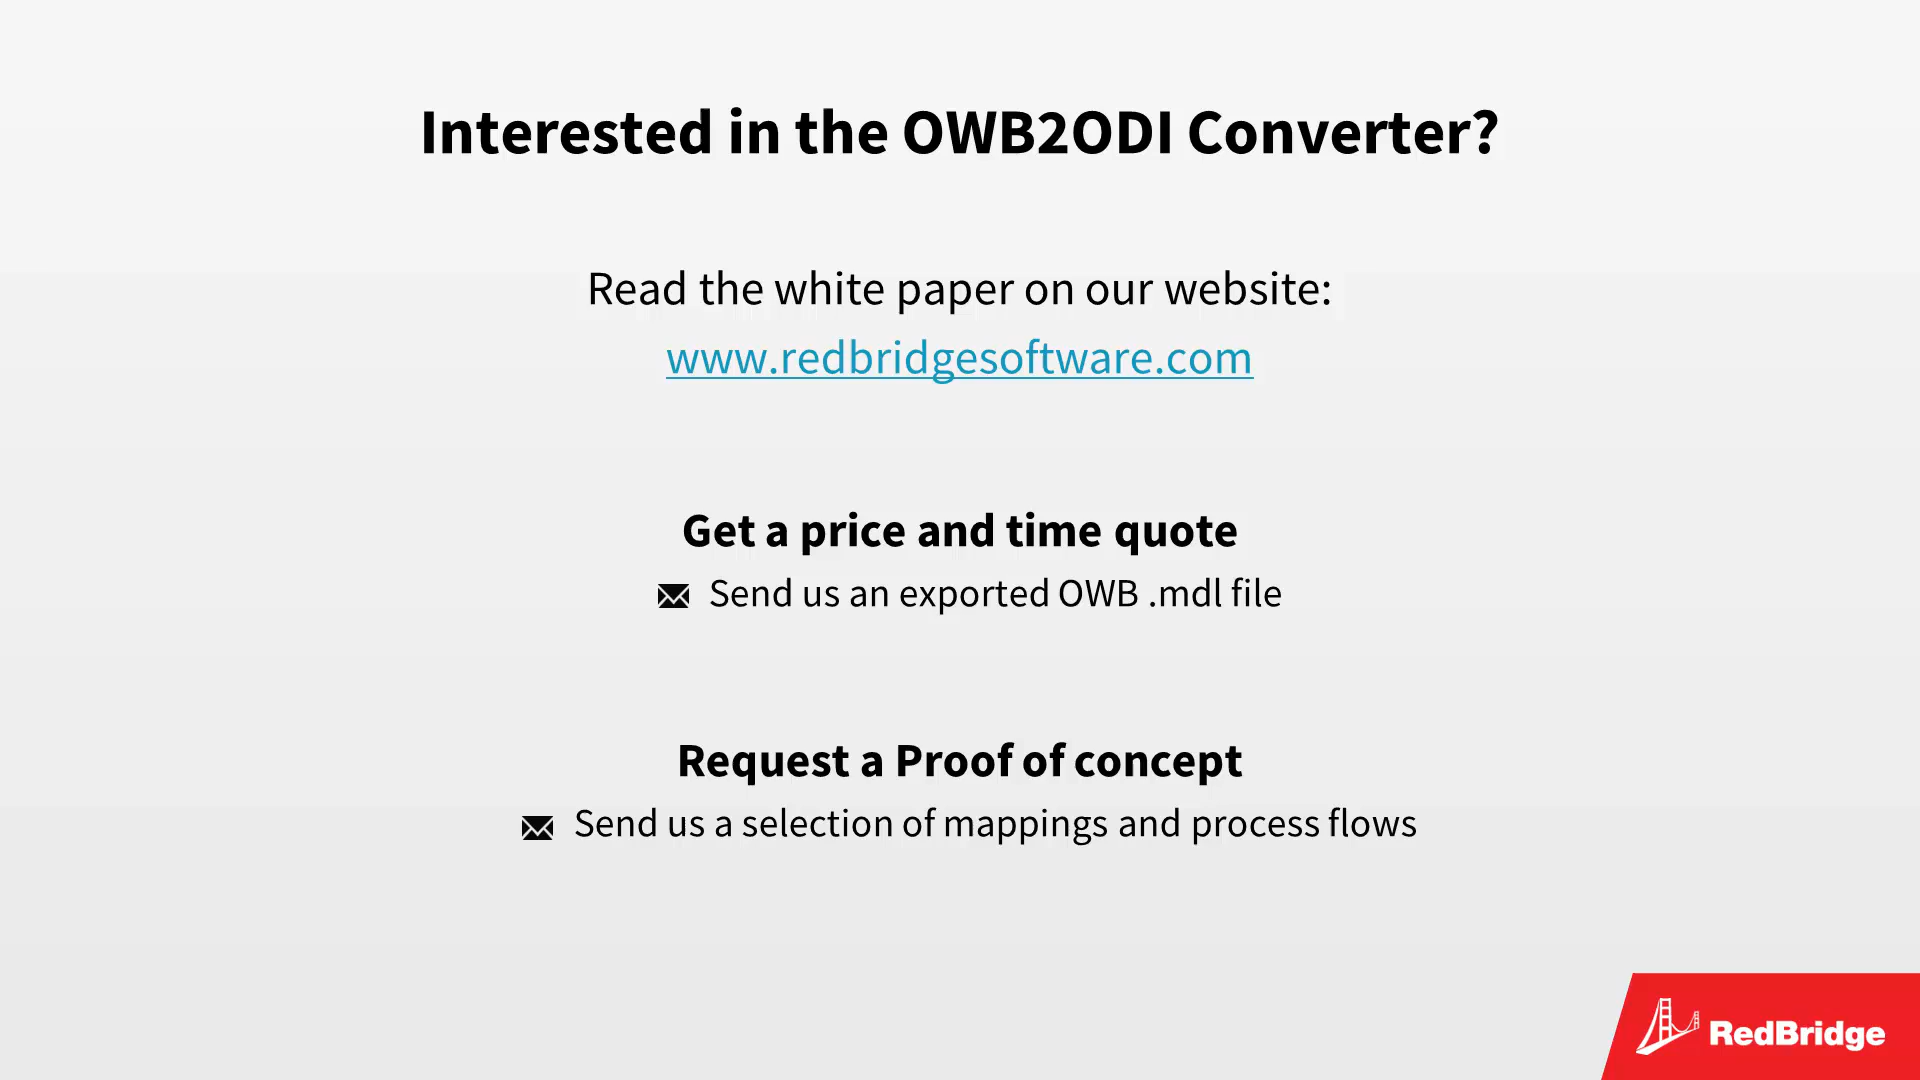 Interested in the OWB2ODI Converter?
Read the white paper on our website:
www.redbridgesoftware.com
Get a price and time quote
Send us an exported OWB .mdl file
Request a Proof of concept
Send us a selection of mappings and process flows
RedBridge